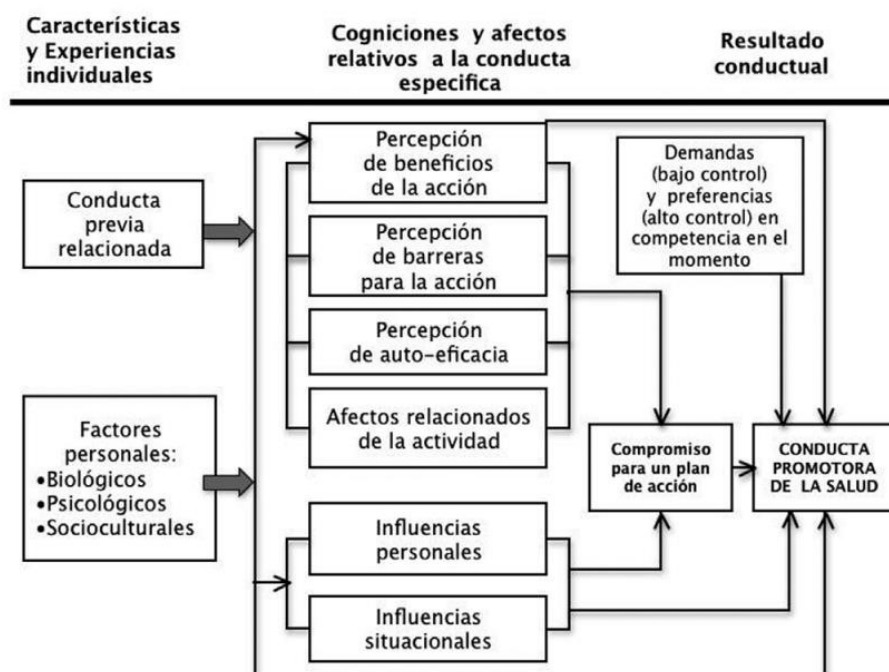 Características
y Experiencias
individuales
Cogniciones y afectos
relativos a la conducta
especifica
Resultado
conductual
Conducta
previa
relacionada
Factores
personales:
•Biológicos
•Psicológicos
•Socioculturales
Percepción
de beneficios
de la acción
Percepción
de barreras
para la acción
Percepción
de auto-eficacia
Afectos relacionados
de la actividad
Influencias
personales
Influencias
situacionales
Demandas
(bajo control)
y preferencias
(alto control) en
competencia en el
momento
Compromiso
para un plan
de acción
CONDUCTA
PROMOTORA
DE LA SALUD